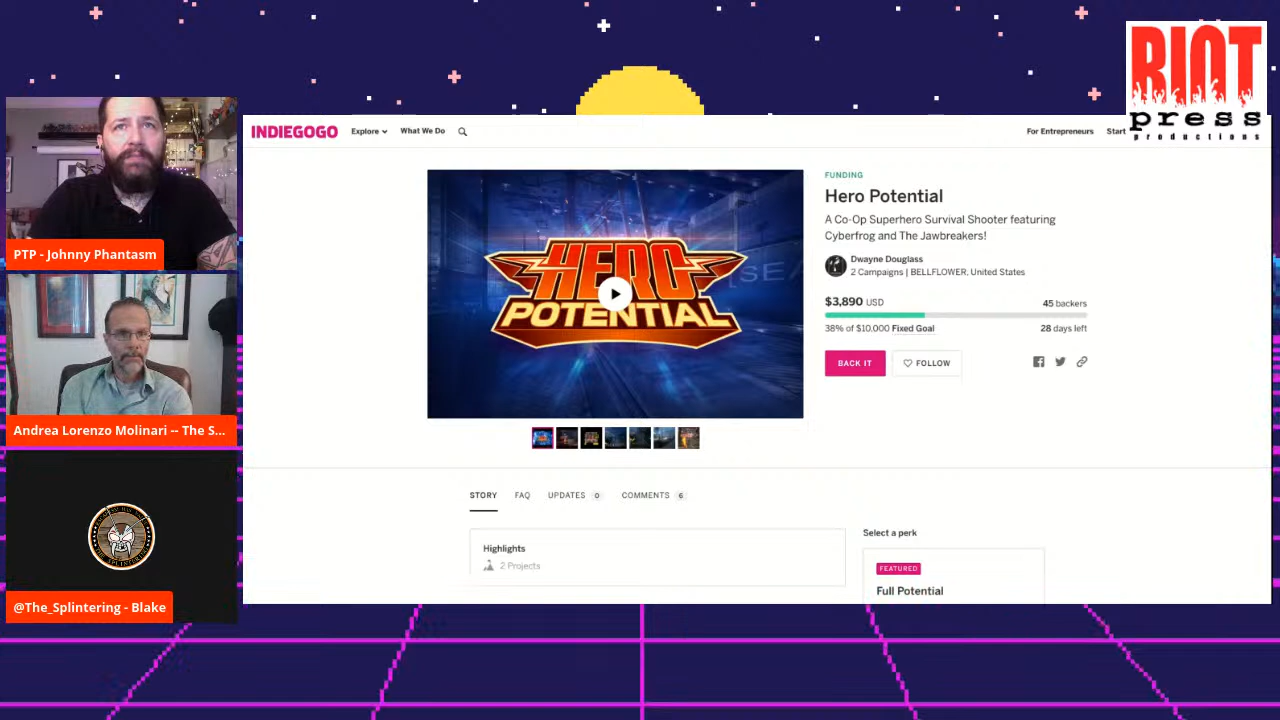 RIOT
press
productions
INDIEGOGO
Explore
What We Do
For Entrepreneurs
Start
PTP - Johnny Phantasm
Andrea Lorenzo Molinari -- The S...
@The_Splintering - Blake
HERO
POTENTIAL
FUNDING
Hero Potential
A Co-Op Superhero Survival Shooter featuring
Cyberfrog and The Jawbreakers!
Dwayne Douglass
2 Campaigns | BELLFLOWER, United States
$3,890 USD
45 backers
38% of $10,000 Fixed Goal
28 days left
BACK IT
FOLLOW
STORY
FAQ
UPDATES 0
COMMENTS 6
Highlights
2 Projects
Select a perk
FEATURED
Full Potential